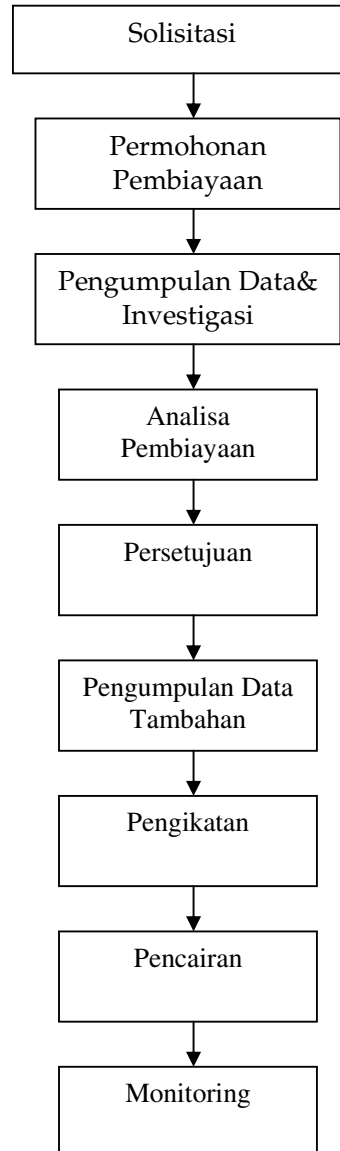 Solisitasi
Permohonan
Pembiayaan
Pengumpulan Data&
Investigasi
Analisa
Pembiayaan
Persetujuan
Pengumpulan Data
Tambahan
Pengikatan
Pencairan
Monitoring